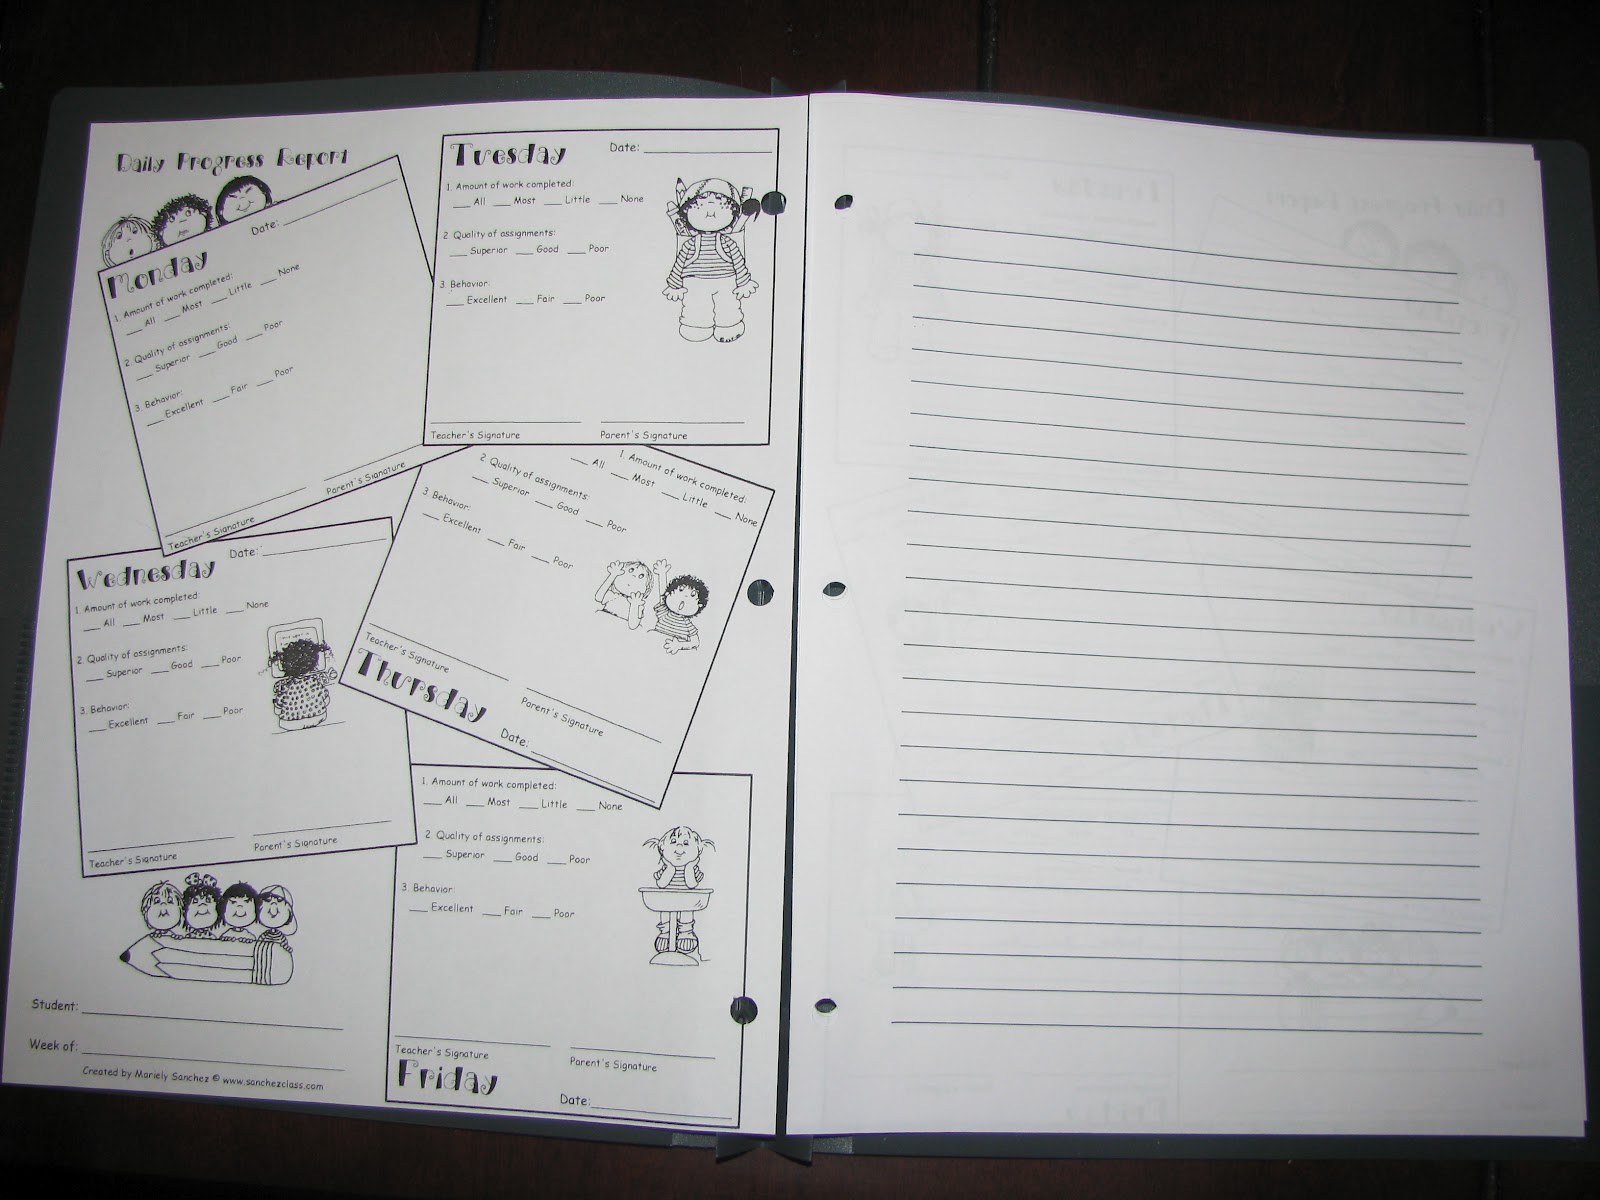 Daily Progress Report
Monday
Date: ____
1. Amount of work completed:
___ All ___ Most ___ Little ___ None
2. Quality of assignments:
___ Superior ___ Good ___ Poor
3. Behavior:
___ Excellent ___ Fair ___ Poor
Teacher's Signature
Parent's Signature
Tuesday
Date: ____
1. Amount of work completed:
___ All ___ Most ___ Little ___ None
2. Quality of assignments:
___ Superior ___ Good ___ Poor
3. Behavior:
___ Excellent ___ Fair ___ Poor
Teacher's Signature
Parent's Signature
Wednesday
Date: ____
1. Amount of work completed:
___ All ___ Most ___ Little ___ None
2. Quality of assignments:
___ Superior ___ Good ___ Poor
3. Behavior:
___ Excellent ___ Fair ___ Poor
Teacher's Signature
Parent's Signature
1. Amount of work completed:
___ All ___ Most ___ Little ___ None
2. Quality of assignments:
___ Superior ___ Good ___ Poor
3. Behavior:
___ Excellent ___ Fair ___ Poor
Teacher's Signature
Parent's Signature
Thursday
Date: ____
1. Amount of work completed:
___ All ___ Most ___ Little ___ None
2. Quality of assignments:
___ Superior ___ Good ___ Poor
3. Behavior:
___ Excellent ___ Fair ___ Poor
Teacher's Signature
Parent's Signature
Friday
Date: ____
Student: ____
Week of: ____
Created by Mariely Sanchez © www.sanchezclass.com